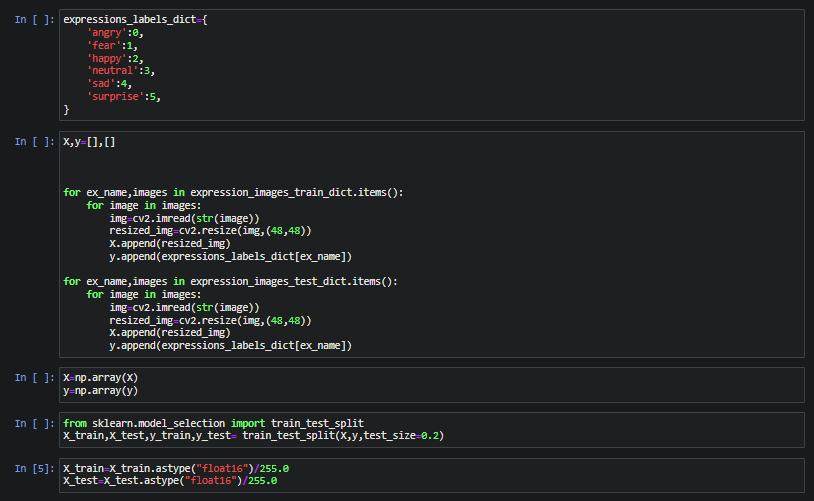 In [ ]: expressions_labels_dict={
    'angry':0,
    'fear':1,
    'happy':2,
    'neutral':3,
    'sad':4,
    'surprise':5,
}
In [ ]: X,y=[],[]
for ex_name,images in expression_images_train_dict.items():
    for image in images:
        img=cv2.imread(str(image))
        resized_img=cv2.resize(img,(48,48))
        X.append(resized_img)
        y.append(expressions_labels_dict[ex_name])
for ex_name,images in expression_images_test_dict.items():
    for image in images:
        img=cv2.imread(str(image))
        resized_img=cv2.resize(img,(48,48))
        X.append(resized_img)
        y.append(expressions_labels_dict[ex_name])
In [ ]: X=np.array(X)
y=np.array(y)
In [ ]: from sklearn.model_selection import train_test_split
X_train,X_test,y_train,y_test= train_test_split(X,y,test_size=0.2)
In [5]: X_train=X_train.astype("float16")/255.0
X_test=X_test.astype("float16")/255.0